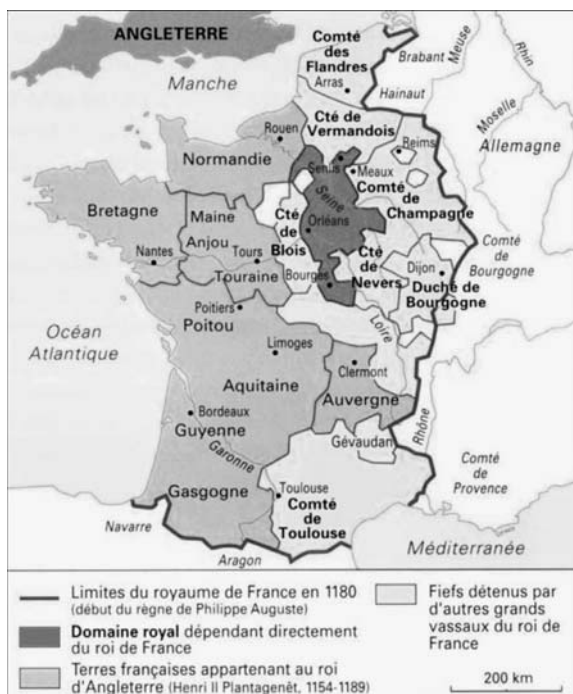 ANGLETERRE
Comté
des
Flandres
Brabant
Meuse
Rhin
Manche
Arras
Hainaut
Cté de
Vermandois
Moselle
Rouen
Reims
Normandie
Senlis
Meaux
Allemagne
Seine
Comté
de
Champagne
Bretagne
Maine
Cté
de
Blois
Orléans
Anjou
Nantes
Tours
Touraine
Bourges
Cté
de
Nevers
Dijon
Duché de
Bourgogne
Comté
de
Bourgogne
Poitiers
Poitou
Loire
Océan
Atlantique
Limoges
Clermont
Aquitaine
Auvergne
Bordeaux
Guyenne
Gévaudan
Rhône
Garonne
Comté
de
Provence
Gasgogne
Toulouse
Comté
de
Toulouse
Navarre
Aragon
Méditerranée
Limites du royaume de France en 1180
(début du règne de Philippe Auguste)
Domaine royal dépendant directement
du roi de France
Terres françaises appartenant au roi
d'Angleterre (Henri II Plantagenêt, 1154-1189)
Fiefs détenus par
d'autres grands
vassaux du roi de
France
200 km